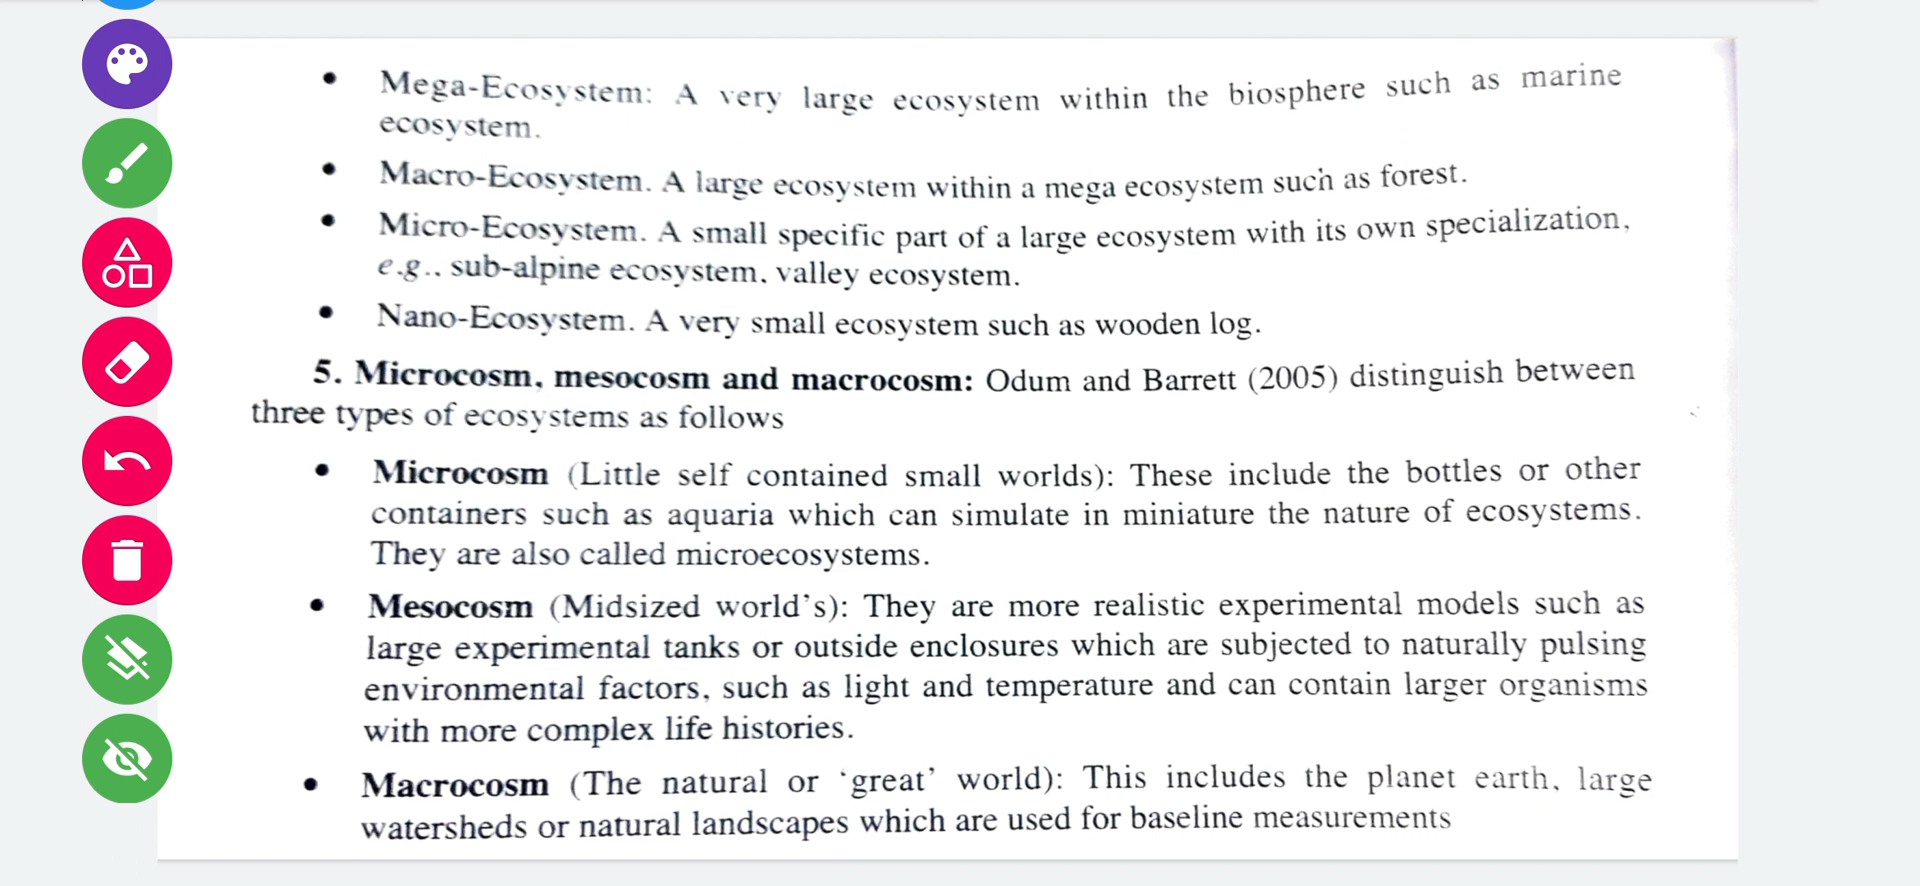 • Mega-Ecosystem: A very large ecosystem within the biosphere such as marine
ecosystem.
• Macro-Ecosystem. A large ecosystem within a mega ecosystem such as forest.
• Micro-Ecosystem. A small specific part of a large ecosystem with its own specialization,
e.g., sub-alpine ecosystem, valley ecosystem.
• Nano-Ecosystem. A very small ecosystem such as wooden log.
5. Microcosm, mesocosm and macrocosm: Odum and Barrett (2005) distinguish between
three types of ecosystems as follows
• Microcosm (Little self contained small worlds): These include the bottles or other
containers such as aquaria which can simulate in miniature the nature of ecosystems.
They are also called microecosystems.
• Mesocosm (Midsized world's): They are more realistic experimental models such as
large experimental tanks or outside enclosures which are subjected to naturally pulsing
environmental factors, such as light and temperature and can contain larger organisms
with more complex life histories.
• Macrocosm (The natural or 'great' world): This includes the planet earth, large
watersheds or natural landscapes which are used for baseline measurements